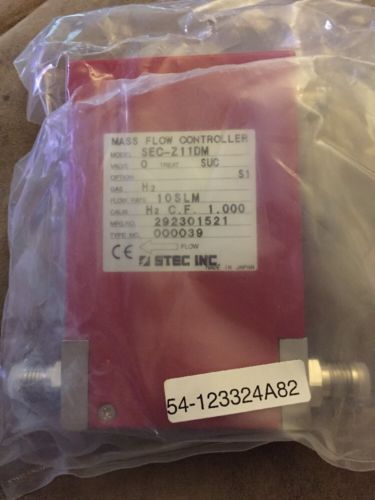 MASS FLOW CONTROLLER
MODEL SEC-Z11DM
VALVE O TREAT SUC
OPTION S1
GAS H2
FLOW RATE 10SLM
CALIB. H2 C.F. 1.000
MFG NO. 292301521
TYPE NO. 000039
CE FLOW
STEC INC.
MADE IN JAPAN
54-123324A82